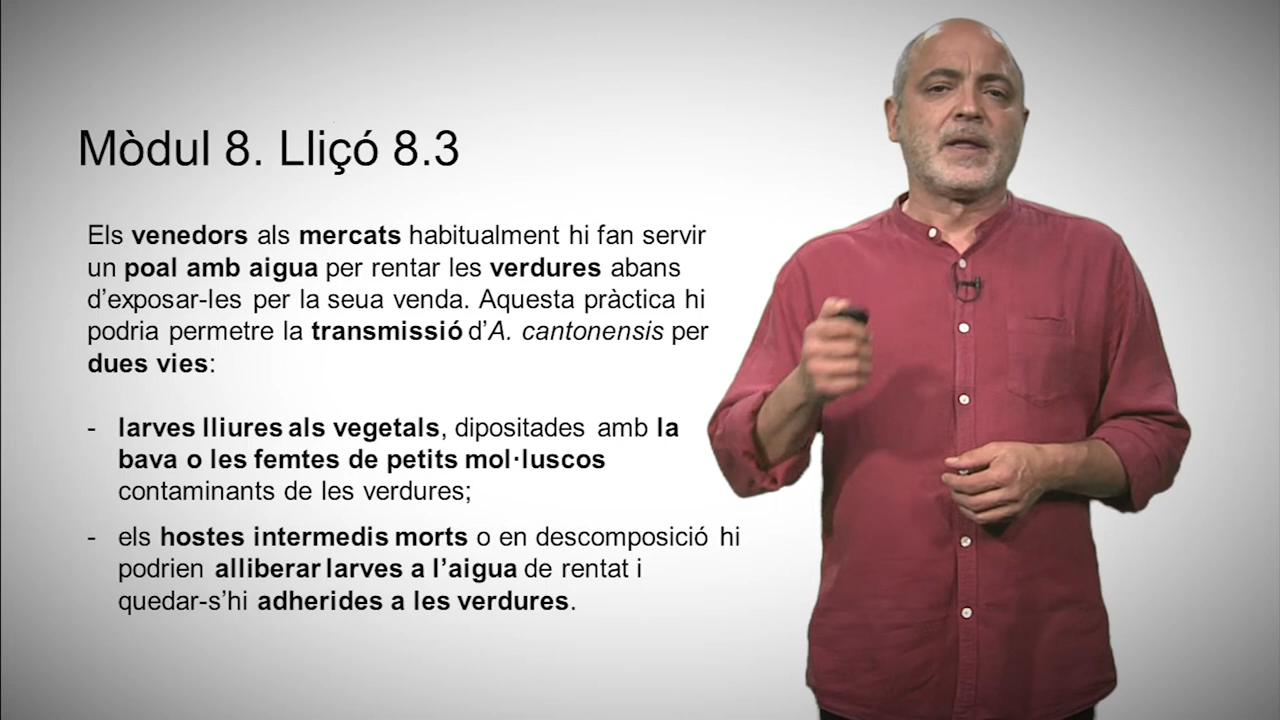 Mòdul 8. Lliçó 8.3
Els venedors als mercats habitualment hi fan servir
un poal amb aigua per rentar les verdures abans
d’exposar-les per la seua venda. Aquesta pràctica hi
podria permetre la transmissió d’A. cantonensis per
dues vies:
- larves lliures als vegetals, dipositades amb la
bava o les femtes de petits mol·luscos
contaminants de les verdures;
- els hostes intermedis morts o en descomposició hi
podrien alliberar larves a l’aigua de rentat i
quedar-s’hi adherides a les verdures.